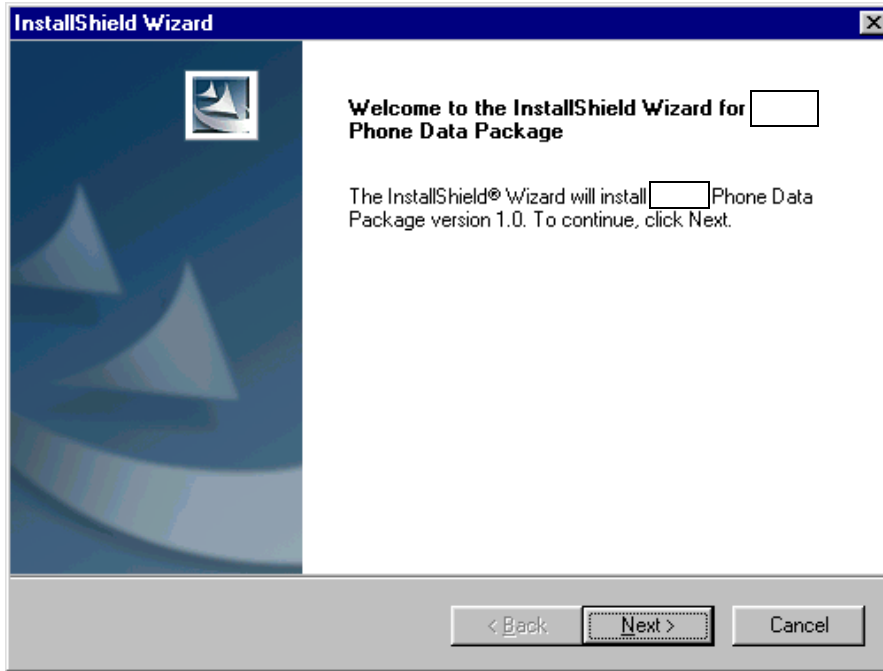 InstallShield Wizard
Welcome to the InstallShield Wizard for
Phone Data Package
The InstallShield® Wizard will install Phone Data
Package version 1.0. To continue, click Next.
< Back Next > Cancel